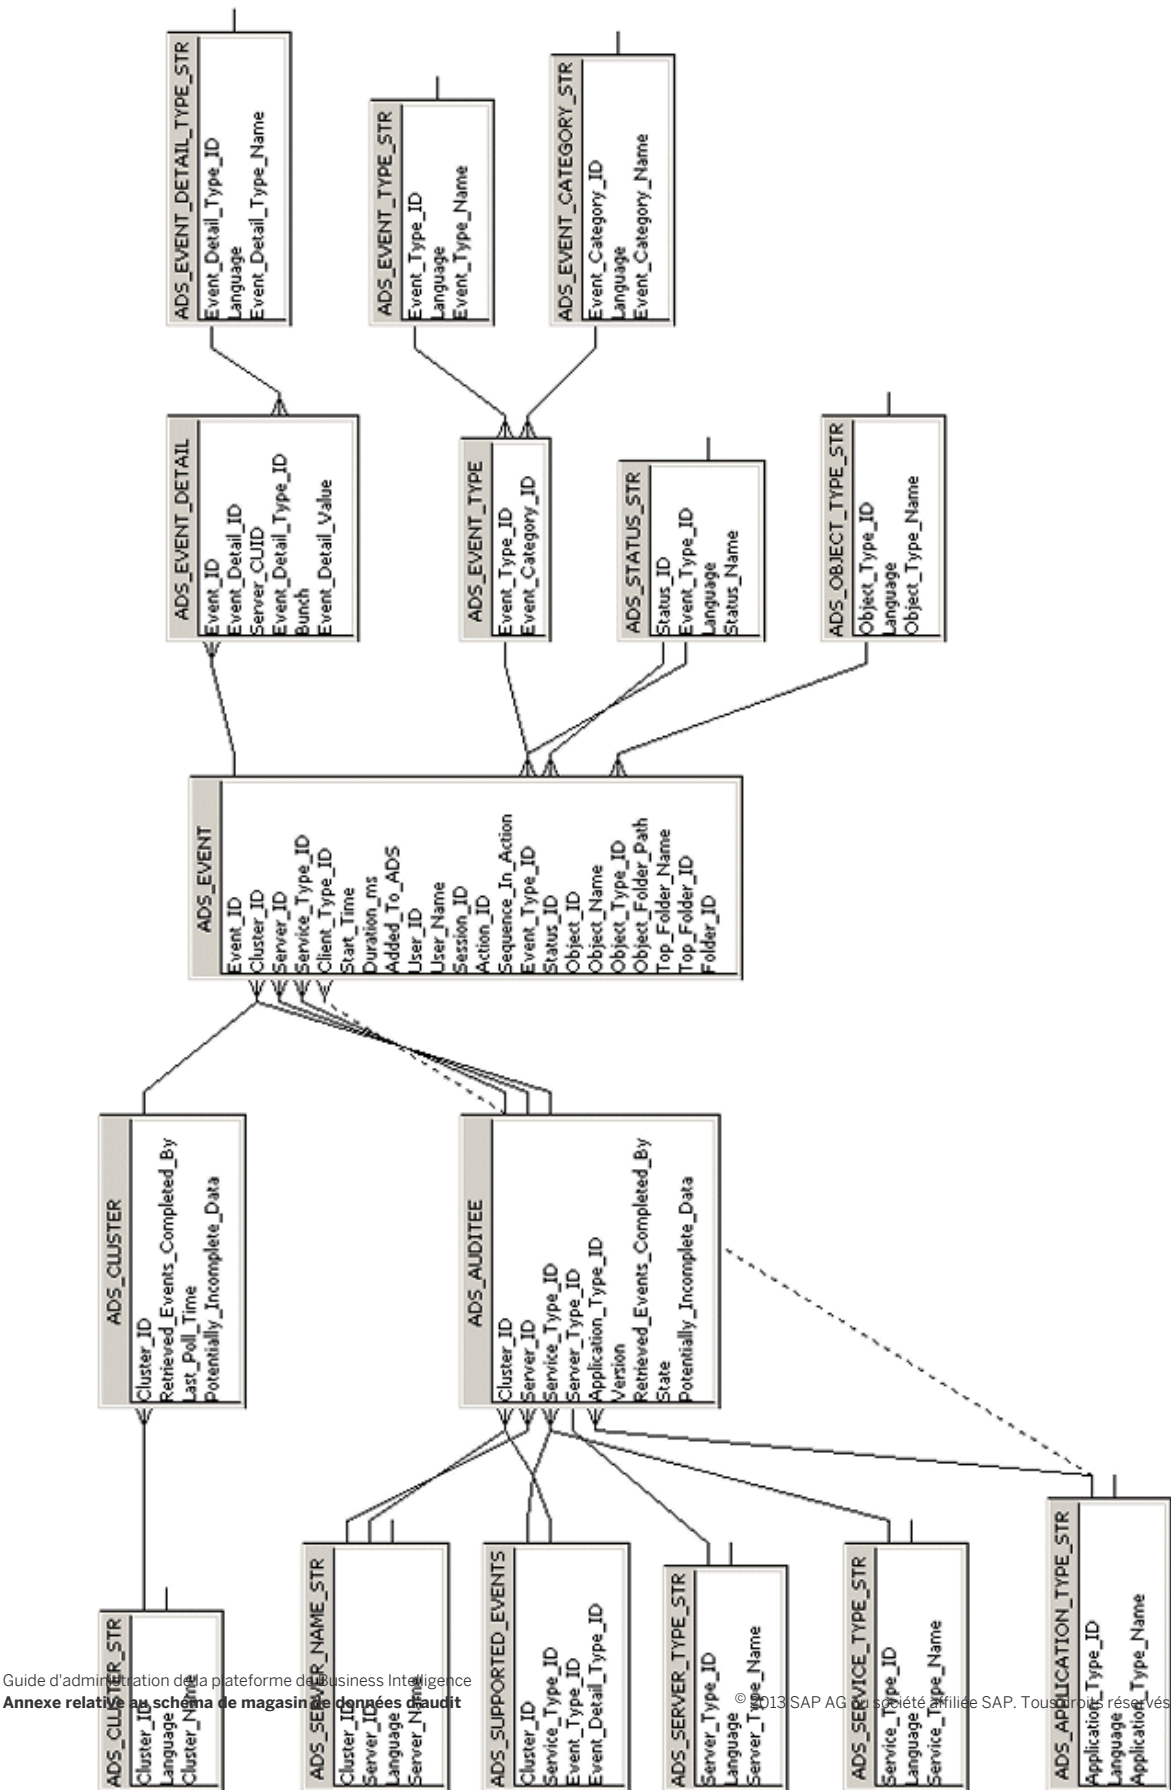 ADS_EVENT_DETAIL_TYPE_STR
Event_Detail_Type_ID
Language
Event_Detail_Type_Name
ADS_EVENT_TYPE_STR
Event_Type_ID
Language
Event_Type_Name
ADS_EVENT_CATEGORY_STR
Event_Category_ID
Language
Event_Category_Name
ADS_EVENT_DETAIL
Event_ID
Event_Detail_ID
Server_CUID
Event_Detail_Type_ID
Bunch
Event_Detail_Value
ADS_EVENT_TYPE
Event_Type_ID
Event_Category_ID
ADS_STATUS_STR
Status_ID
Event_Type_ID
Language
Status_Name
ADS_OBJECT_TYPE_STR
Object_Type_ID
Language
Object_Type_Name
ADS_EVENT
Event_ID
Cluster_ID
Server_ID
Service_Type_ID
Client_Type_ID
Start_Time
Duration_ms
Added_To_ADS
User_ID
User_Name
Session_ID
Action_ID
Sequence_In_Action
Event_Type_ID
Status_ID
Object_ID
Object_Name
Object_Type_ID
Object_Folder_Path
Top_Folder_Name
Top_Folder_ID
Folder_ID
ADS_CLUSTER
Cluster_ID
Retrieved_Events_Completed_By
Last_Poll_Time
Potentially_Incomplete_Data
ADS_AUDITEE
Cluster_ID
Server_ID
Service_Type_ID
Server_Type_ID
Application_Type_ID
Version
Retrieved_Events_Completed_By
State
Potentially_Incomplete_Data
ADS_CLUSTER_STR
Cluster_ID
Language
Cluster_Name
ADS_SERVER_NAME_STR
Cluster_ID
Server_ID
Language
Server_Name
ADS_SUPPORTED_EVENTS
Cluster_ID
Service_Type_ID
Event_Type_ID
Event_Detail_Type_ID
ADS_SERVER_TYPE_STR
Server_Type_ID
Language
Server_Type_Name
ADS_SERVICE_TYPE_STR
Service_Type_ID
Language
Service_Type_Name
ADS_APPLICATION_TYPE_STR
Application_Type_ID
Language
Application_Type_Name
Guide d'administration de la plateforme de Business Intelligence
Annexe relative au schéma de magasin de données d'audit
© 2013 SAP AG ou société affiliée SAP. Tous droits réservés